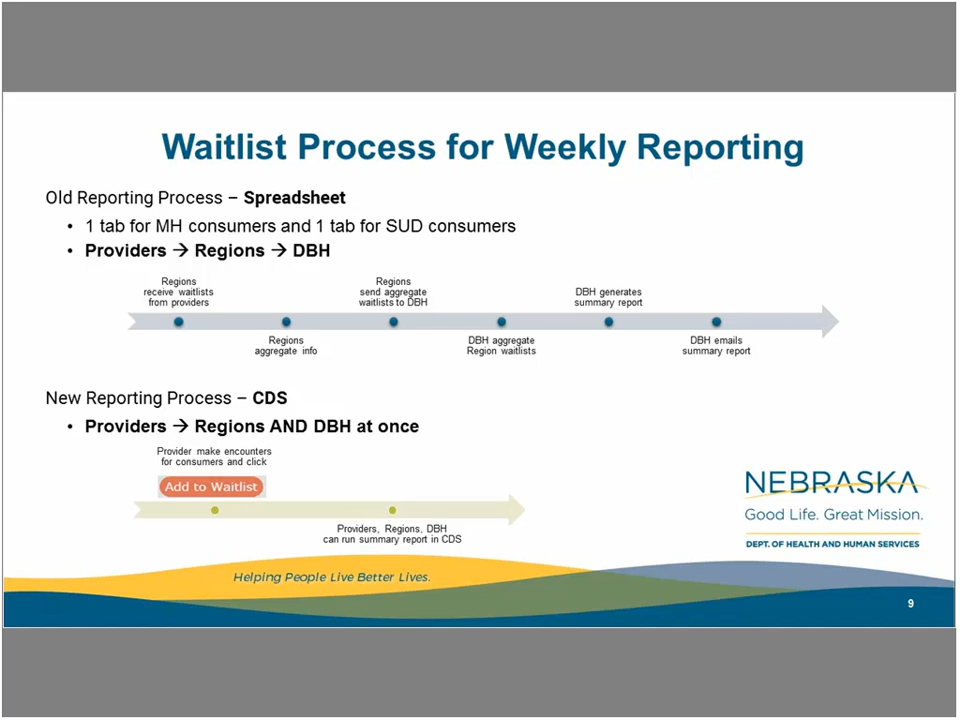 Waitlist Process for Weekly Reporting
Old Reporting Process – Spreadsheet
• 1 tab for MH consumers and 1 tab for SUD consumers
• Providers → Regions → DBH
Regions
receive waitlists
from providers
Regions
aggregate info
Regions
send aggregate
waitlists to DBH
DBH aggregate
Region waitlists
DBH generates
summary report
DBH emails
summary report
New Reporting Process – CDS
• Providers → Regions AND DBH at once
Provider make encounters
for consumers and click
Add to Waitlist
Providers, Regions, DBH
can run summary report in CDS
NEBRASKA
Good Life. Great Mission.
DEPT. OF HEALTH AND HUMAN SERVICES
Helping People Live Better Lives.
9